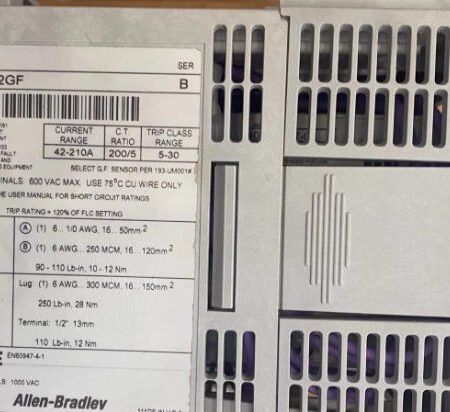 SER
2GF
B
CURRENT RANGE
C.T. RATIO
TRIP CLASS RANGE
42-210A
200/5
5-30
FAULT
AND
EQUIPMENT
SELECT G.F. SENSOR PER 193-UM001#
INALS: 600 VAC MAX. USE 75°C CU WIRE ONLY
E USER MANUAL FOR SHORT CIRCUIT RATINGS
TRIP RATING = 120% OF FLC SETTING
A (1) 6... 1/0 AWG, 16... 50mm²
B (1) 6 AWG... 250 MCM, 16... 120mm²
90 - 110 Lb-in, 10 - 12 Nm
Lug: (1) 6 AWG...300 MCM, 16... 150mm²
250 Lb-in, 28 Nm
Terminal: 1/2" 13mm
110 Lb-in, 12 Nm
EN60947-4-1
S: 1000 VAC
Allen-Bradley